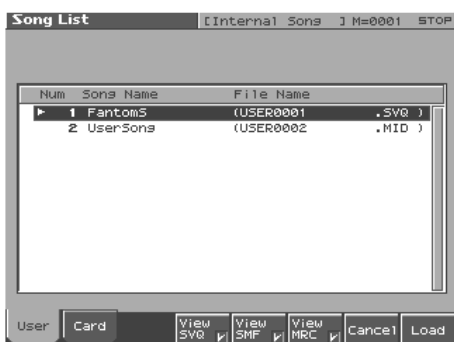 Song List [Internal Song ] M=0001 STOP
Num Song Name File Name
1 FantomS (USER0001 .SVQ )
2 UserSong (USER0002 .MID )
User Card View SVQ View SMF View MRC Cancel Load